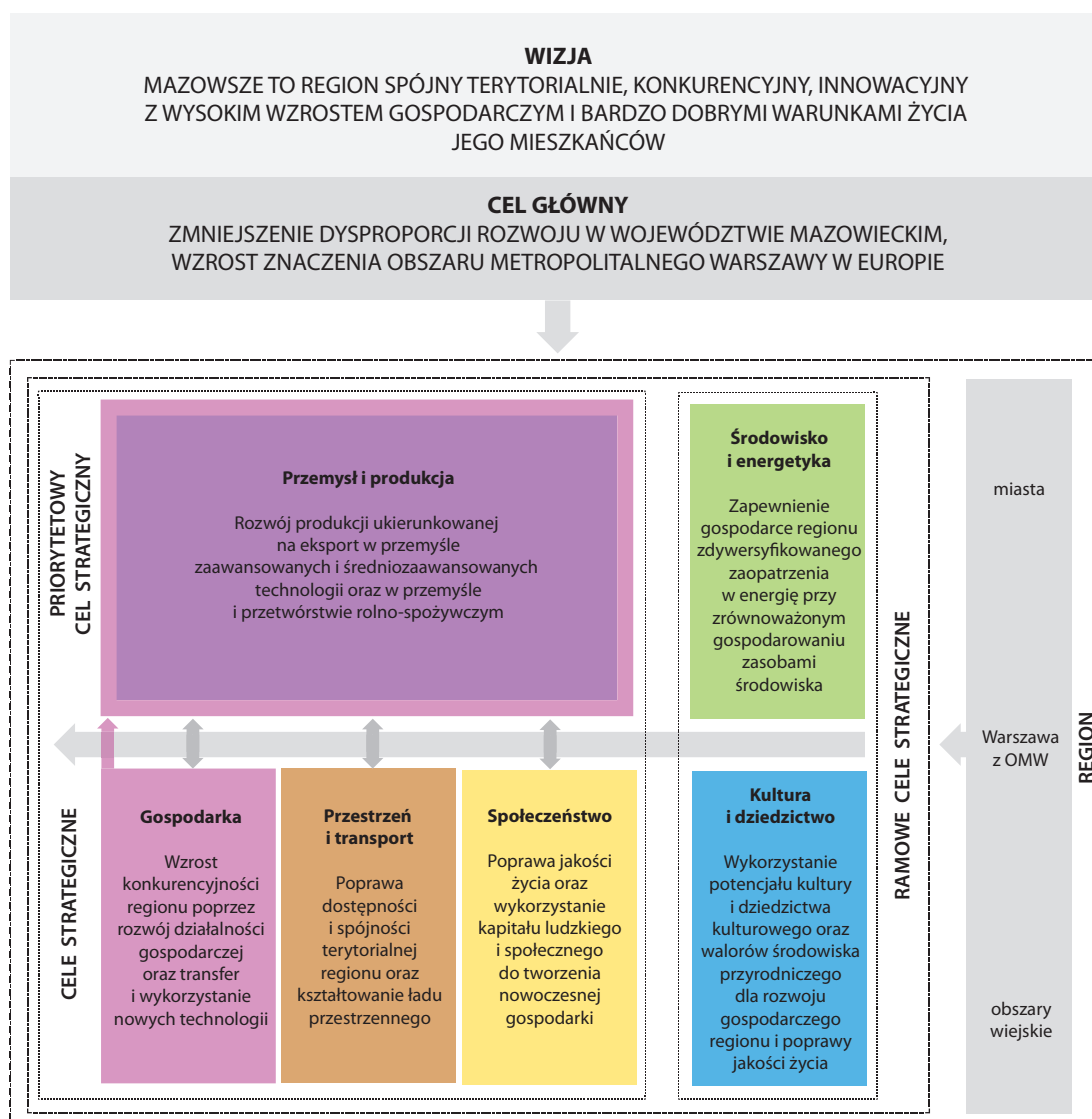 WIZJA
MAZOWSZE TO REGION SPÓJNY TERYTORIALNIE, KONKURENCYJNY, INNOWACYJNY
Z WYSOKIM WZROSTEM GOSPODARCZYM I BARDZO DOBRYMI WARUNKAMI ŻYCIA
JEGO MIESZKAŃCÓW
CEL GŁÓWNY
ZMNIEJSZENIE DYSPROPORCJI ROZWOJU W WOJEWÓDZTWIE MAZOWIECKIM,
WZROST ZNACZENIA OBSZARU METROPOLITALNEGO WARSZAWY W EUROPIE
PRIORYTETOWY
CEL STRATEGICZNY
Przemysł i produkcja
Rozwój produkcji ukierunkowanej
na eksport w przemyśle
zaawansowanych i średniozaawansowanych
technologii oraz w przemyśle
i przetwórstwie rolno-spożywczym
Środowisko
i energetyka
Zapewnienie
gospodarce regionu
zdywersyfikowanego
zaopatrzenia
w energię przy
zrównoważonym
gospodarowaniu
zasobami
środowiska
CELE STRATEGICZNE
Gospodarka
Wzrost
konkurencyjności
regionu poprzez
rozwój działalności
gospodarczej
oraz transfer
i wykorzystanie
nowych technologii
Przestrzeń
i transport
Poprawa
dostępności
i spójności
terytorialnej
regionu oraz
kształtowanie ładu
przestrzennego
Społeczeństwo
Poprawa jakości
życia oraz
wykorzystanie
kapitału ludzkiego
i społecznego
do tworzenia
nowoczesnej
gospodarki
Kultura
i dziedzictwo
Wykorzystanie
potencjału kultury
i dziedzictwa
kulturowego oraz
walorów środowiska
przyrodniczego
dla rozwoju
gospodarczego
regionu i poprawy
jakości życia
RAMOWE CELE STRATEGICZNE
miasta
Warszawa
z OMW
obszary
wiejskie
REGION